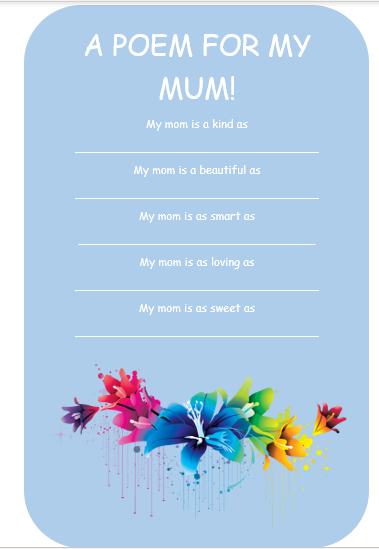 A POEM FOR MY
MUM!
My mom is a kind as
My mom is a beautiful as
My mom is as smart as
My mom is as loving as
My mom is as sweet as